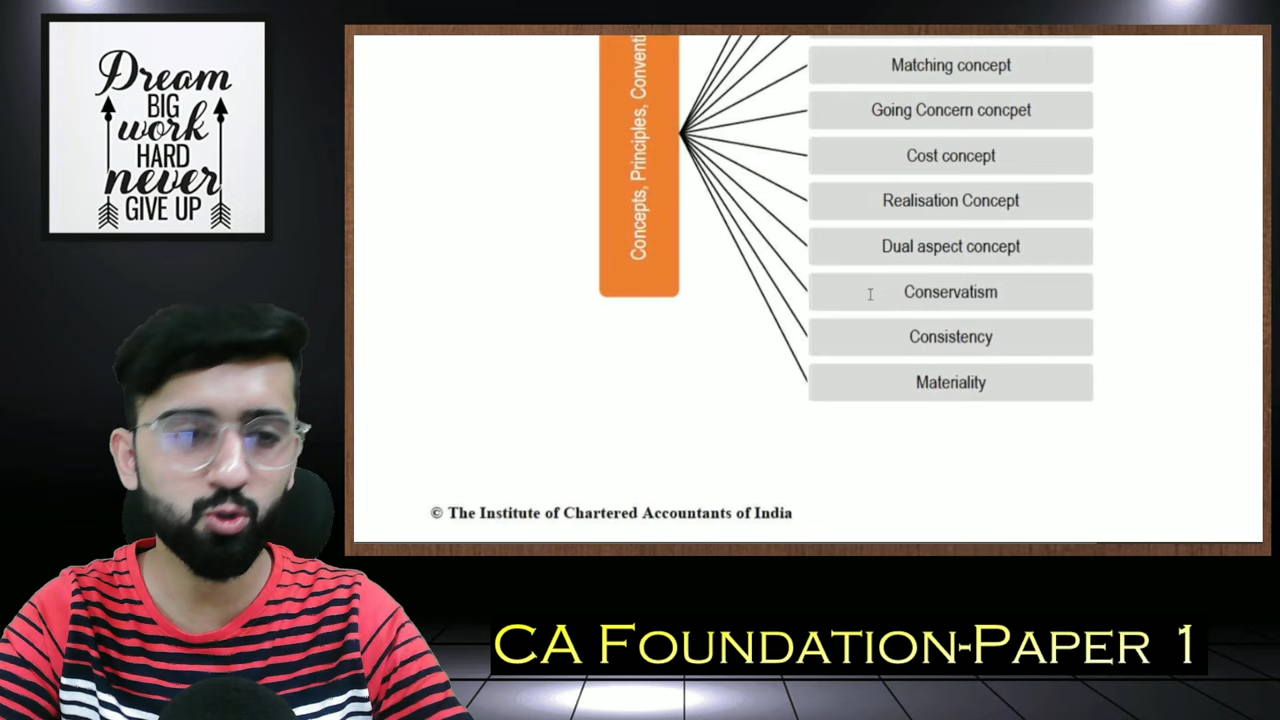 Dream
BIG
work
HARD
never
GIVE UP
Concepts, Principles, Conventi
Matching concept
Going Concern concpet
Cost concept
Realisation Concept
Dual aspect concept
Conservatism
Consistency
Materiality
© The Institute of Chartered Accountants of India
CA FOUNDATION-PAPER 1